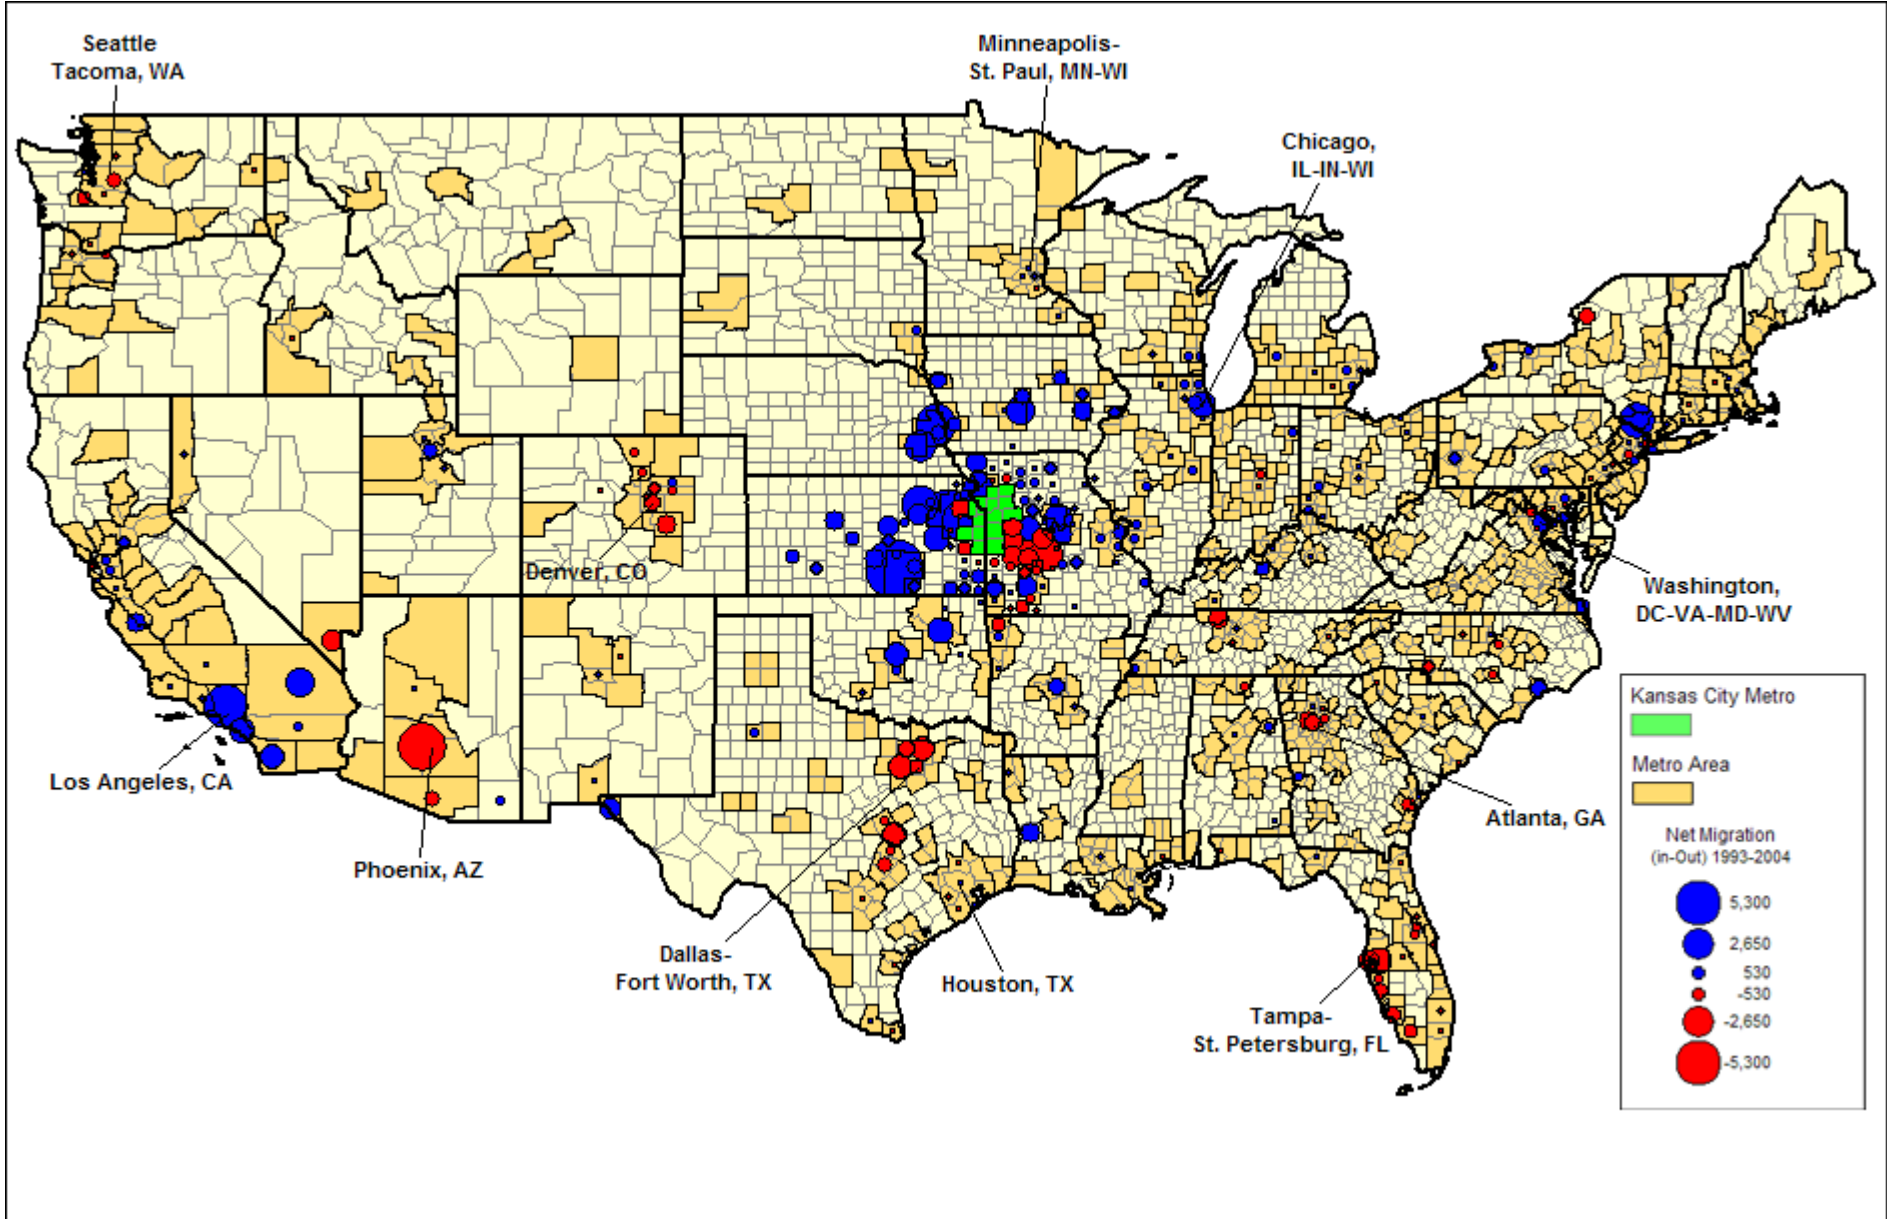 Seattle
Tacoma, WA
Minneapolis-
St. Paul, MN-WI
Chicago,
IL-IN-WI
Denver, CO
Washington,
DC-VA-MD-WV
Los Angeles, CA
Phoenix, AZ
Dallas-
Fort Worth, TX
Houston, TX
Atlanta, GA
Tampa-
St. Petersburg, FL
Kansas City Metro
Metro Area
Net Migration
(in-Out) 1993-2004
5,300
2,650
530
-530
-2,650
-5,300